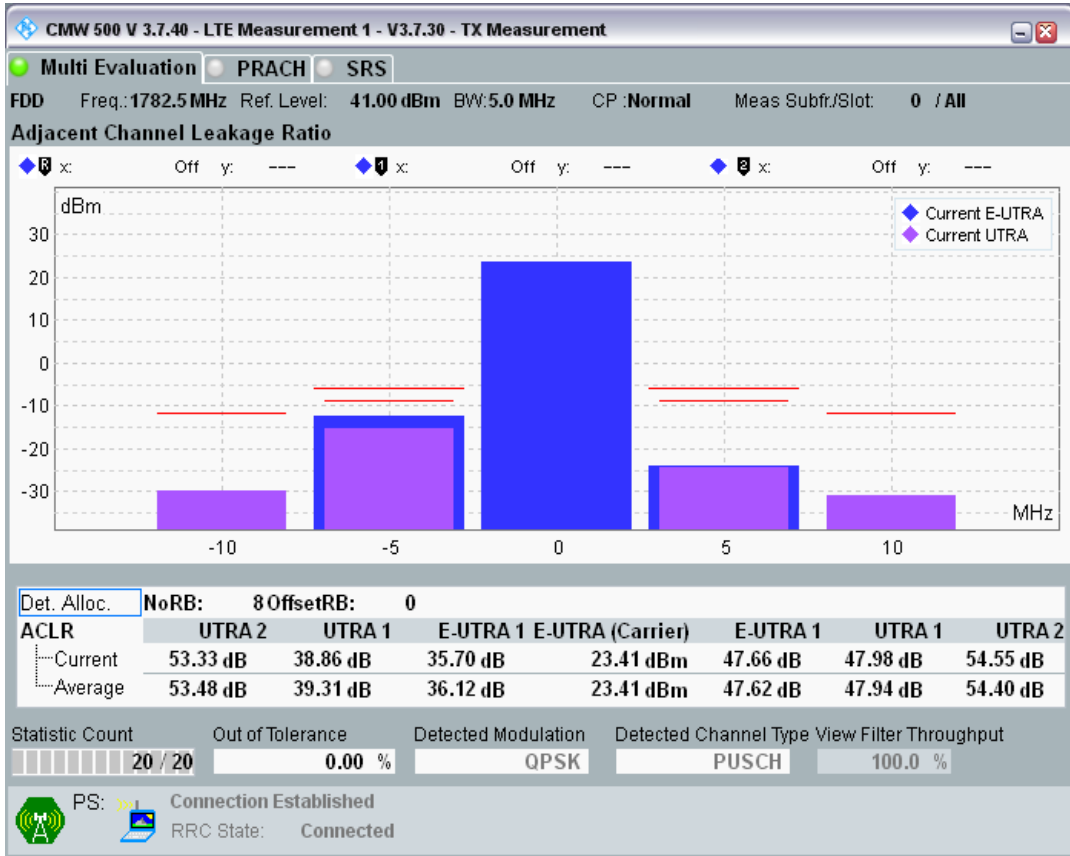 CMW 500 V 3.7.40 - LTE Measurement 1 - V3.7.30 - TX Measurement
Multi Evaluation PRACH SRS
FDD Freq.:1782.5 MHz Ref. Level: 41.00 dBm BW:5.0 MHz CP :Normal Meas Subfr./Slot: 0 / All
Adjacent Channel Leakage Ratio
R x: Off y: --- 1 x: Off y: --- 2 x: Off y: ---
dBm
Current E-UTRA
Current UTRA
30
20
10
0
-10
-20
-30
MHz
-10 -5 0 5 10
Det. Alloc. NoRB: 8 OffsetRB: 0
ACLR UTRA 2 UTRA 1 E-UTRA 1 E-UTRA (Carrier) E-UTRA 1 UTRA 1 UTRA 2
Current 53.33 dB 38.86 dB 35.70 dB 23.41 dBm 47.66 dB 47.98 dB 54.55 dB
Average 53.48 dB 39.31 dB 36.12 dB 23.41 dBm 47.62 dB 47.94 dB 54.40 dB
Statistic Count Out of Tolerance Detected Modulation Detected Channel Type View Filter Throughput
20 / 20 0.00 % QPSK PUSCH 100.0 %
PS: Connection Established
RRC State: Connected